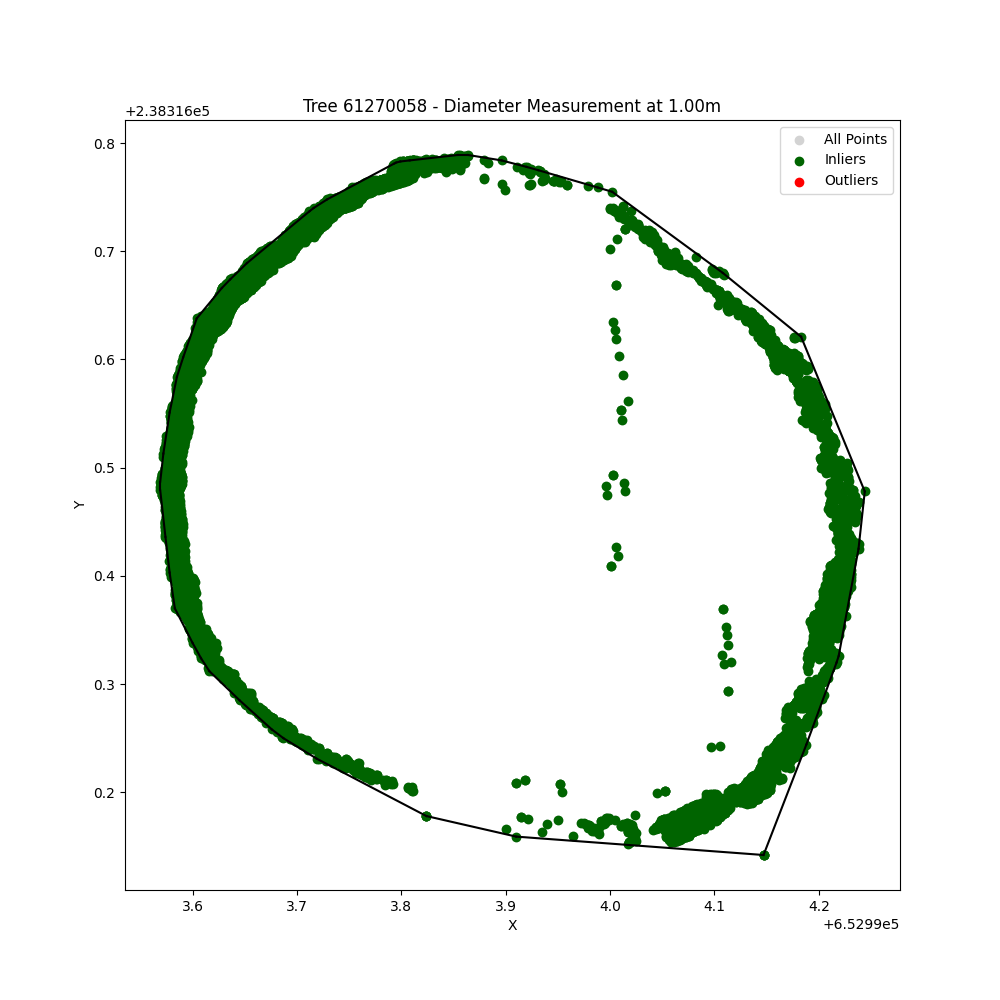 Tree 61270058 - Diameter Measurement at 1.00m
+2.38316e5
All Points
Inliers
Outliers
0.8
0.7
0.6
0.5
0.4
0.3
0.2
Y
3.6 3.7 3.8 3.9 4.0 4.1 4.2
X
+6.5299e5